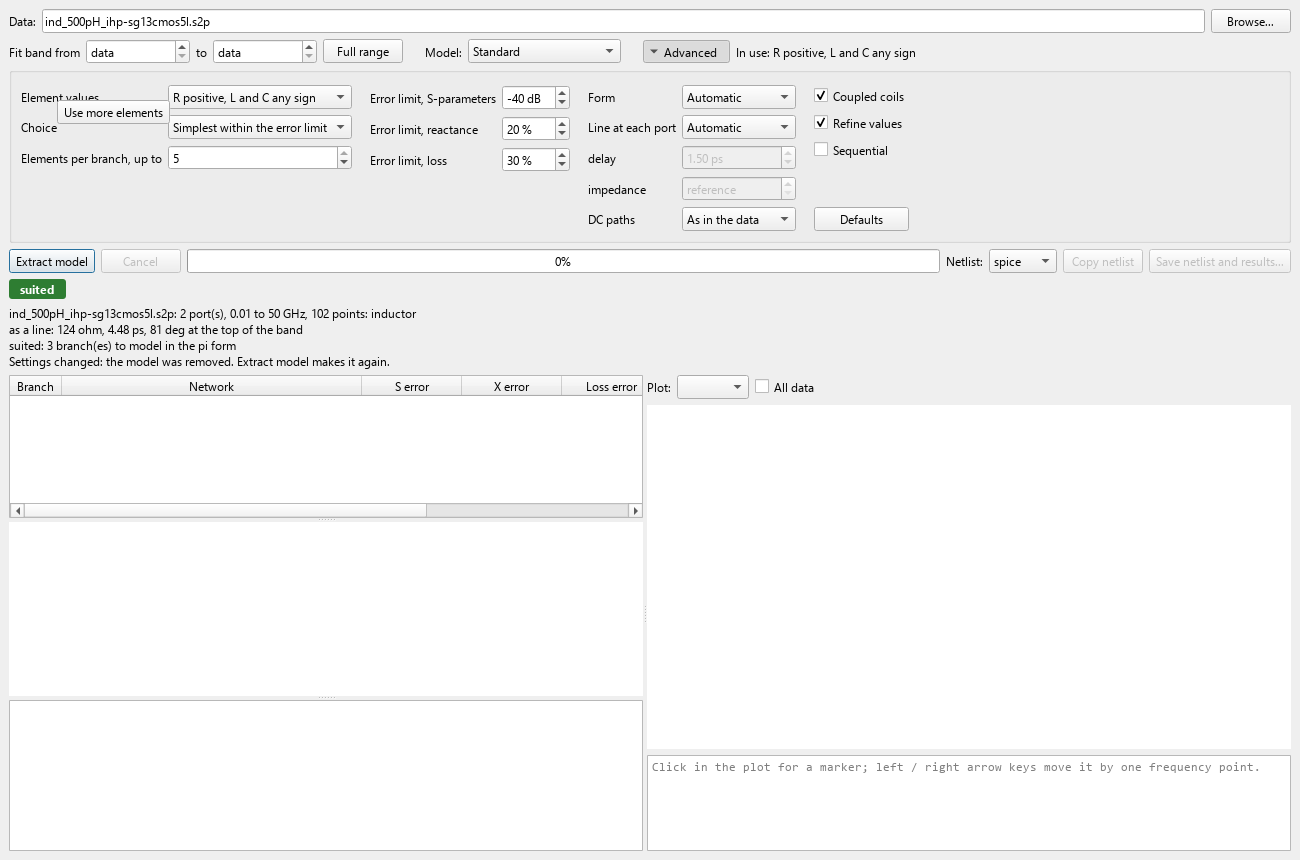 Data: ind_500pH_ihp-sg13cmos5l.s2p Browse...
Fit band from data to data Full range Model: Standard Advanced In use: R positive, L and C any sign
Element values R positive, L and C any sign Error limit, S-parameters -40 dB Form Automatic Coupled coils
Use more elements
Choice Simplest within the error limit Error limit, reactance 20 % Line at each port Automatic Refine values
Elements per branch, up to 5 Error limit, loss 30 % delay 1.50 ps Sequential
impedance reference
DC paths As in the data Defaults
Extract model Cancel 0% Netlist: spice Copy netlist Save netlist and results...
suited
ind_500pH_ihp-sg13cmos5l.s2p: 2 port(s), 0.01 to 50 GHz, 102 points: inductor
as a line: 124 ohm, 4.48 ps, 81 deg at the top of the band
suited: 3 branch(es) to model in the pi form
Settings changed: the model was removed. Extract model makes it again.
Branch Network S error X error Loss error Plot: All data
Click in the plot for a marker; left / right arrow keys move it by one frequency point.